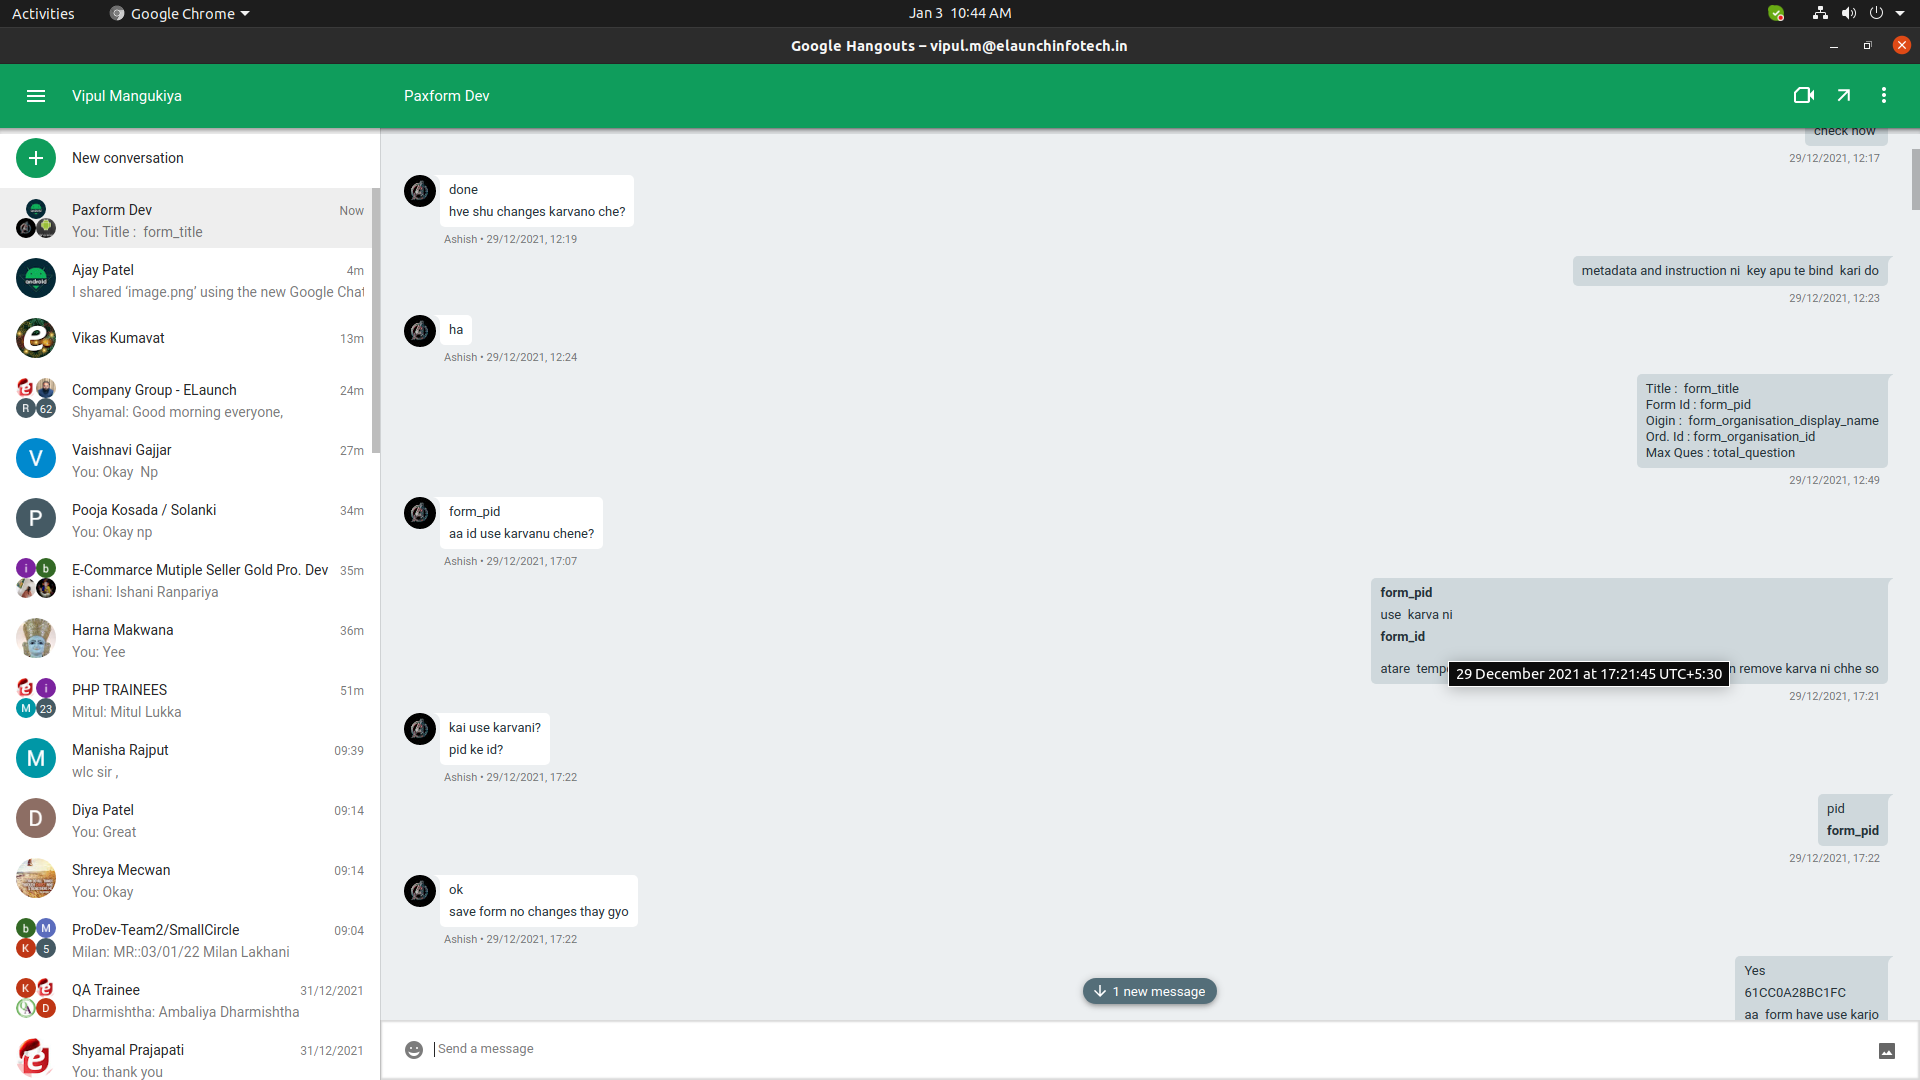 Activities
Google Chrome
Jan 3  10:44 AM
Google Hangouts – vipul.m@elaunchinfotech.in
Vipul Mangukiya
Paxform Dev
New conversation
Paxform Dev
Now
You: Title :  form_title
Ajay Patel
4m
I shared 'image.png' using the new Google Chat
Vikas Kumavat
13m
Company Group - ELaunch
24m
R
62
Shyamal: Good morning everyone,
V
Vaishnavi Gajjar
27m
You: Okay  Np
P
Pooja Kosada / Solanki
34m
You: Okay np
i
b
E-Commarce Mutiple Seller Gold Pro. Dev
35m
ishani: Ishani Ranpariya
Harna Makwana
36m
You: Yee
i
M
23
PHP TRAINEES
51m
Mitul: Mitul Lukka
M
Manisha Rajput
09:39
wlc sir ,
D
Diya Patel
09:14
You: Great
Shreya Mecwan
09:14
You: Okay
b
M
K
5
ProDev-Team2/SmallCircle
09:04
Milan: MR::03/01/22 Milan Lakhani
K
D
QA Trainee
31/12/2021
Dharmishtha: Ambaliya Dharmishtha
Shyamal Prajapati
31/12/2021
You: thank you
check now
29/12/2021, 12:17
done
hve shu changes karvano che?
Ashish • 29/12/2021, 12:19
metadata and instruction ni  key apu te bind  kari do
29/12/2021, 12:23
ha
Ashish • 29/12/2021, 12:24
Title :  form_title
Form Id : form_pid
Oigin :  form_organisation_display_name
Ord. Id : form_organisation_id
Max Ques : total_question
29/12/2021, 12:49
form_pid
aa id use karvanu chene?
Ashish • 29/12/2021, 17:07
form_pid
use  karva ni
form_id
atare  remove karva ni chhe so
29 December 2021 at 17:21:45 UTC+5:30
29/12/2021, 17:21
kai use karvani?
pid ke id?
Ashish • 29/12/2021, 17:22
pid
form_pid
29/12/2021, 17:22
ok
save form no changes thay gyo
Ashish • 29/12/2021, 17:22
Yes
61CC0A28BC1FC
aa  form have use karjo
1 new message
Send a message